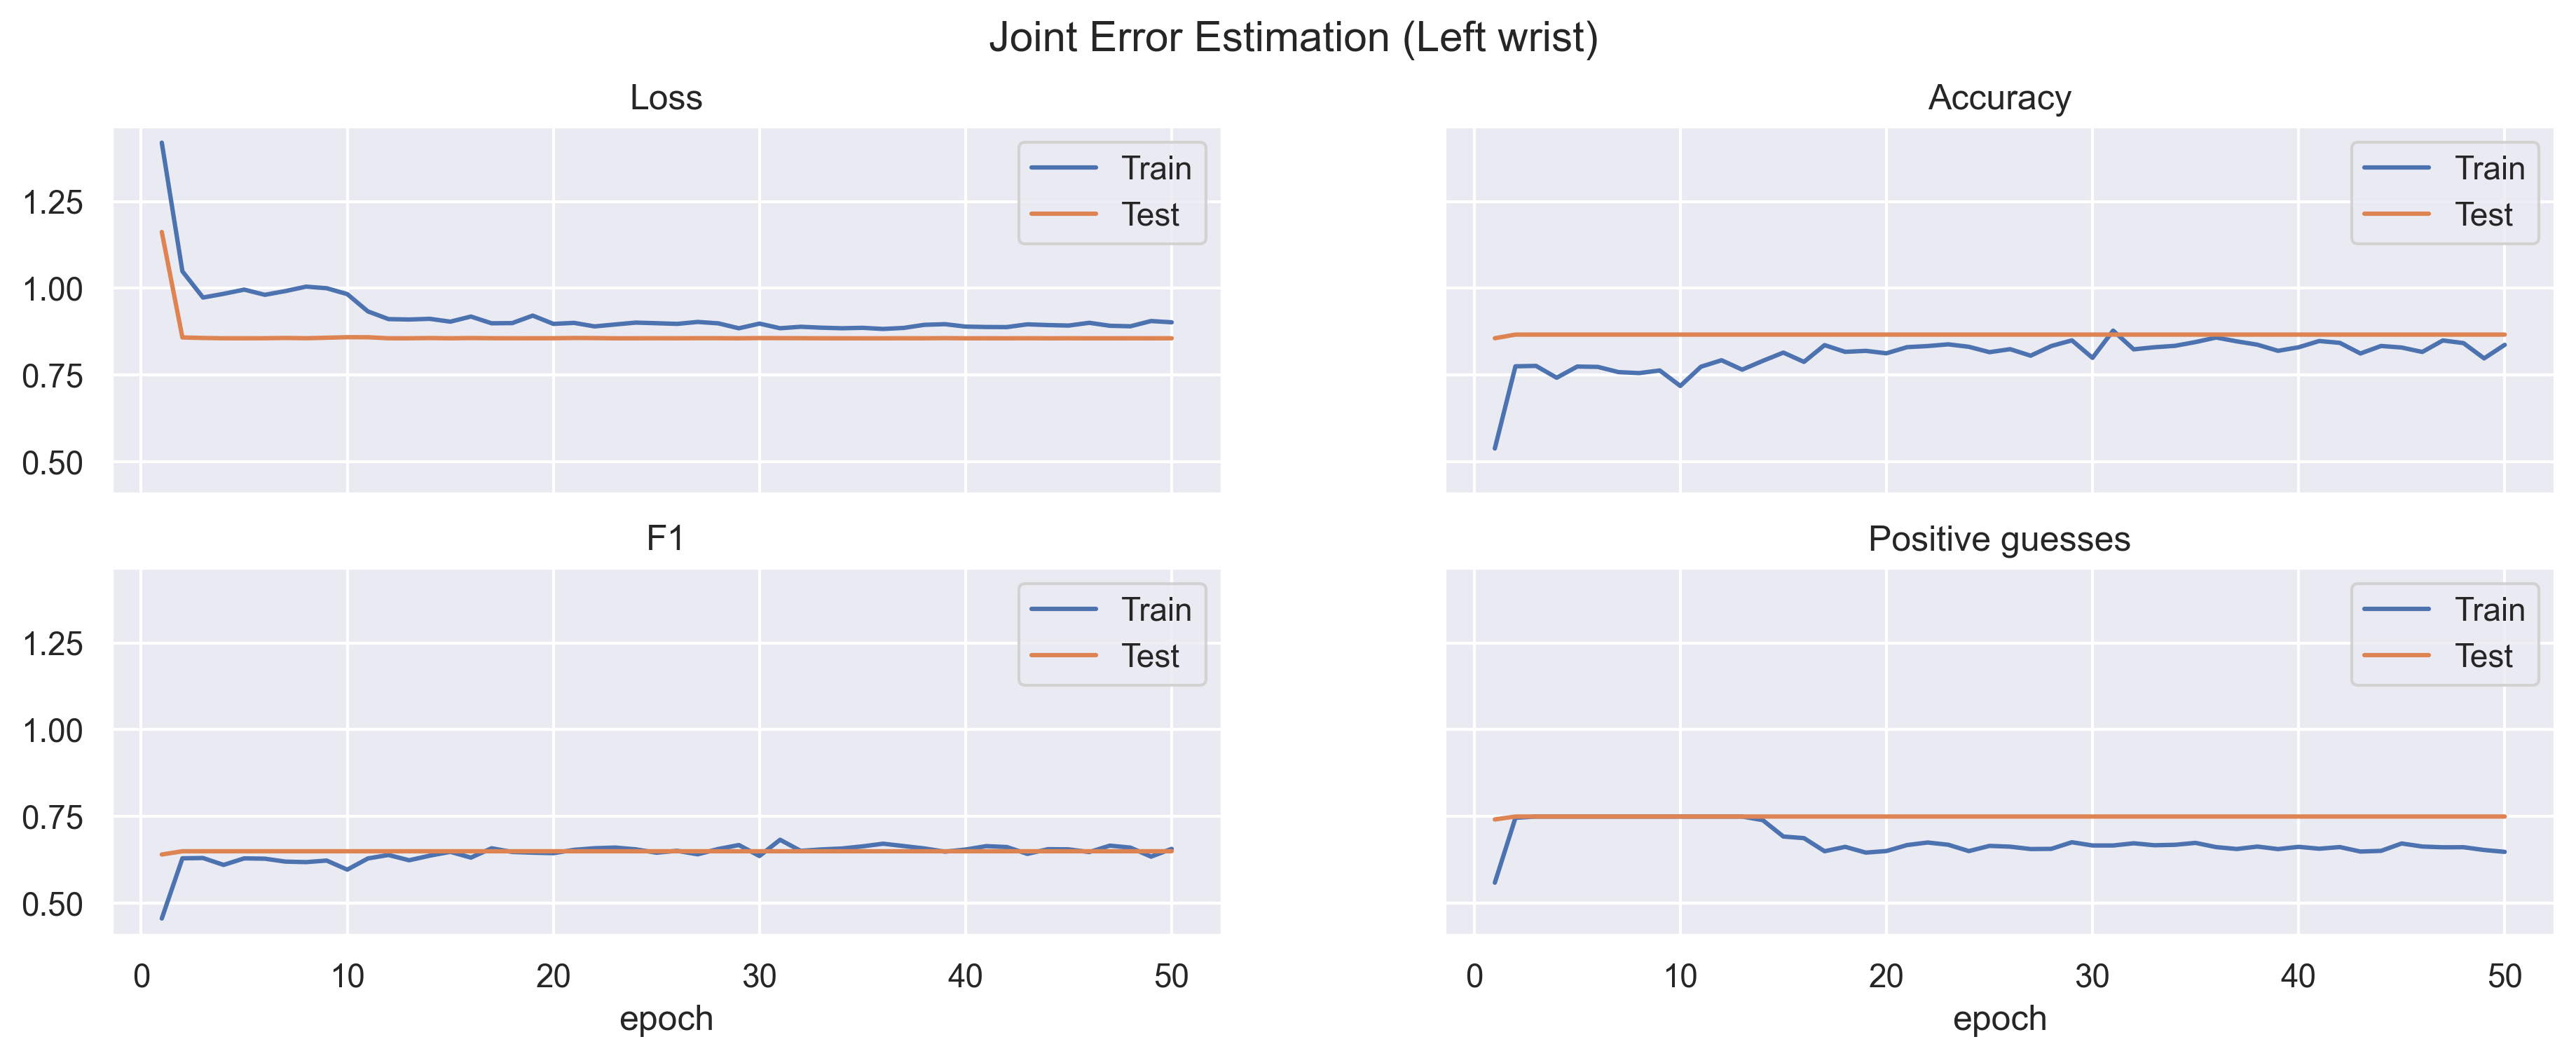 Joint Error Estimation (Left wrist)
Loss
Train
Test
1.25
1.00
0.75
0.50
Accuracy
Train
Test
F1
Train
Test
1.25
1.00
0.75
0.50
0 10 20 30 40 50
epoch
Positive guesses
Train
Test
0 10 20 30 40 50
epoch